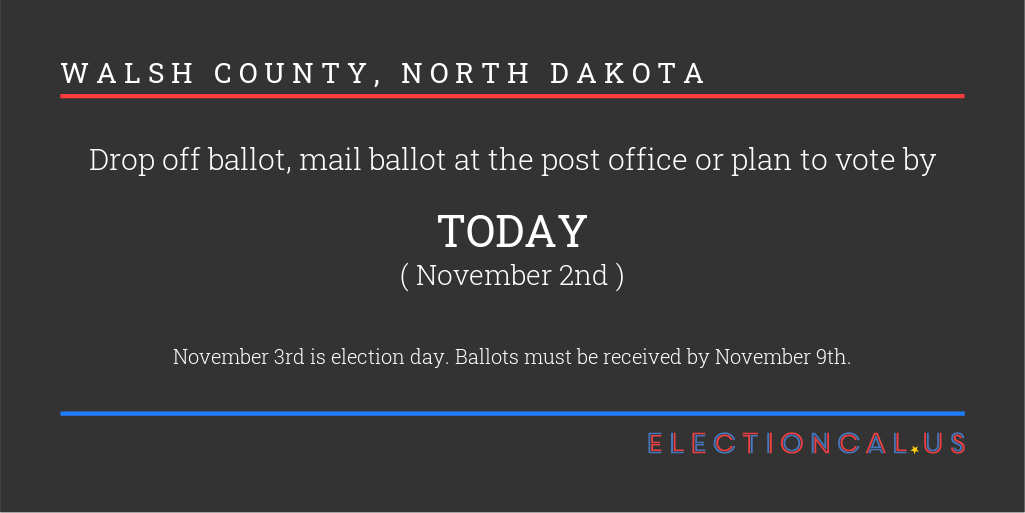 WALSH COUNTY, NORTH DAKOTA
Drop off ballot, mail ballot at the post office or plan to vote by
TODAY
( November 2nd )
November 3rd is election day. Ballots must be received by November 9th.
ELECTIONCAL.US